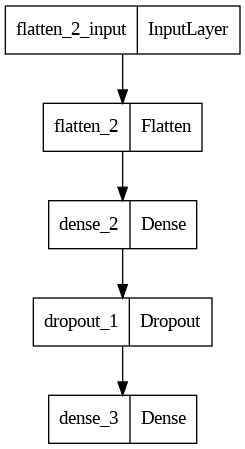 flatten_2_input InputLayer
flatten_2 Flatten
dense_2 Dense
dropout_1 Dropout
dense_3 Dense